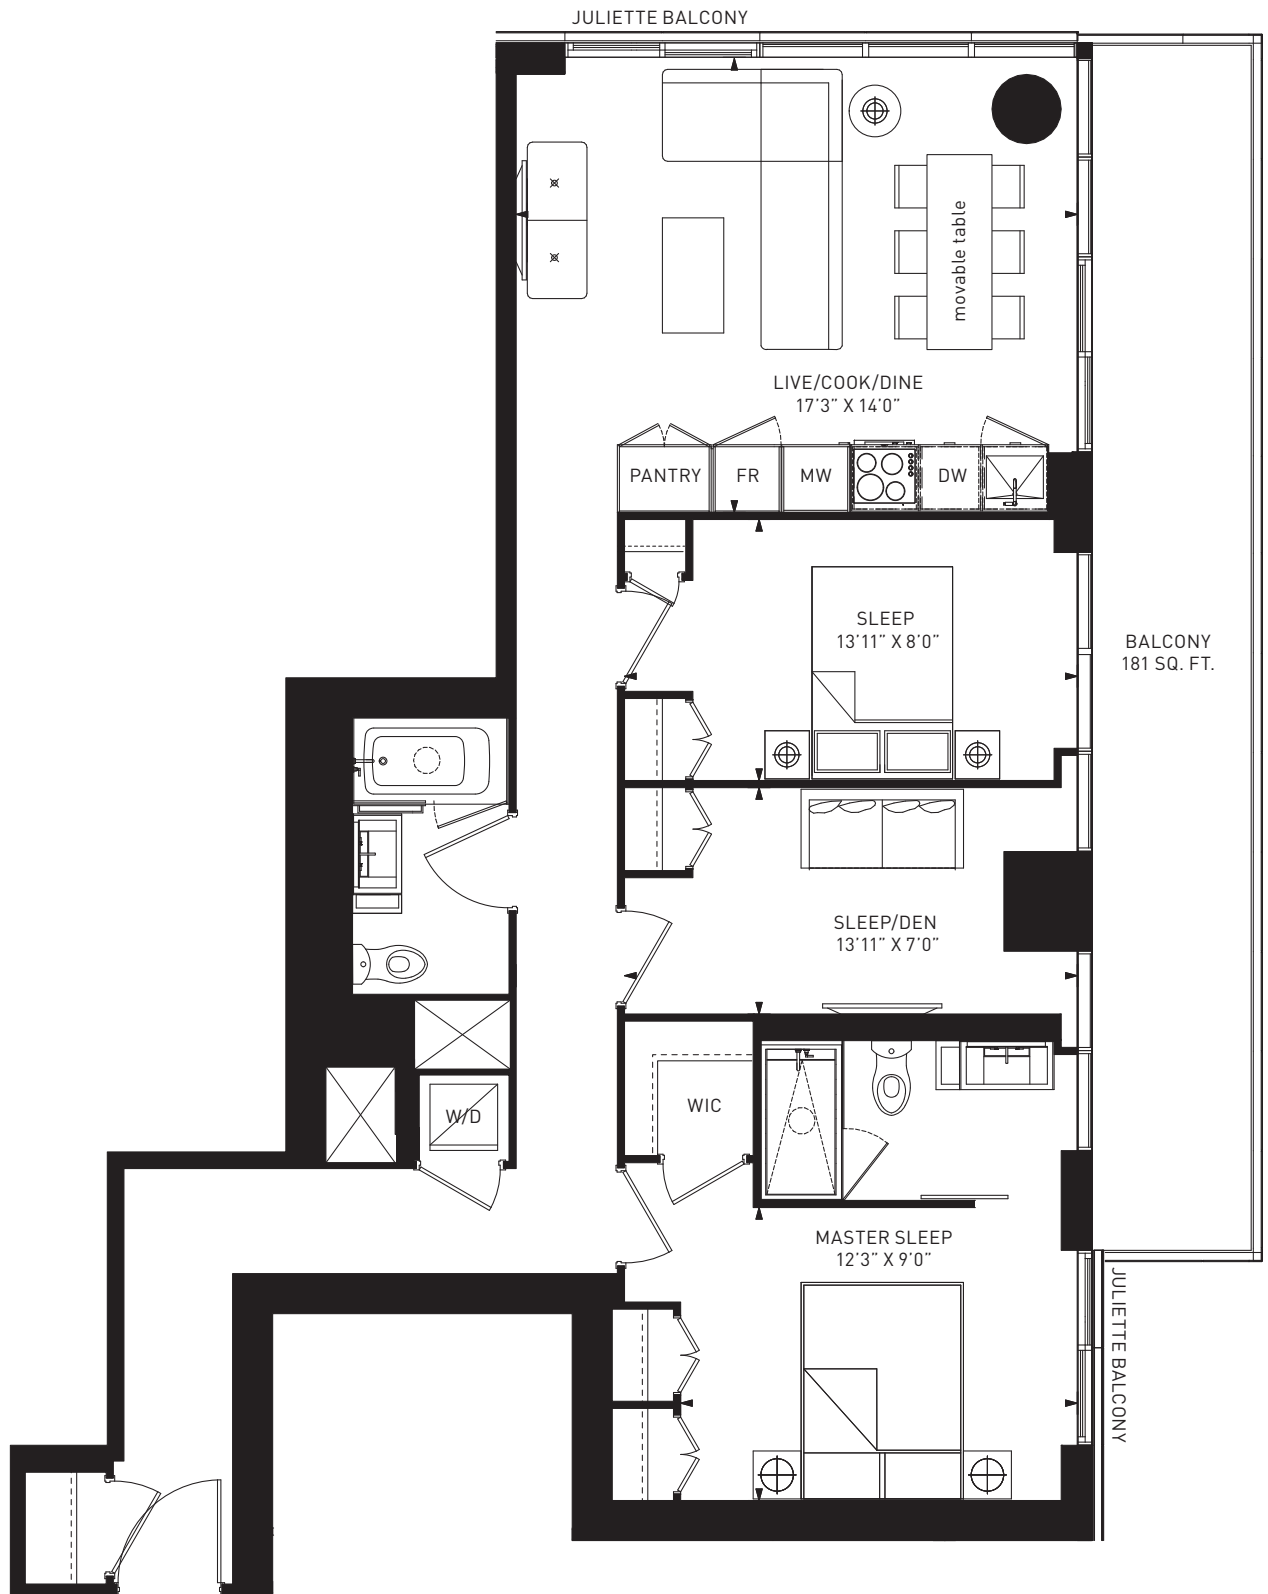 JULIETTE BALCONY
movable table
LIVE/COOK/DINE
17'3" X 14'0"
PANTRY
FR
MW
DW
SLEEP
13'11" X 8'0"
BALCONY
181 SQ. FT.
SLEEP/DEN
13'11" X 7'0"
W/D
WIC
MASTER SLEEP
12'3" X 9'0"
JULIETTE BALCONY